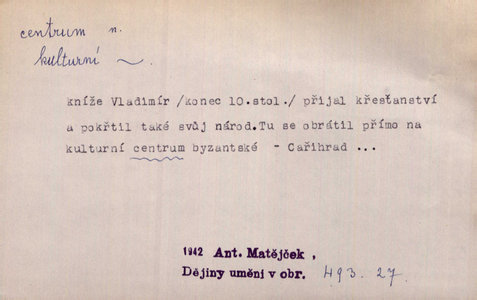 centrum n.
kulturní ~.
kníže Vladimír /konec 10.stol./ přijal křesťanství
a pokřtil také svůj národ.Tu se obrátil přímo na
kulturní centrum byzantské - Cařihrad ...
1942 Ant. Matějček ,
Dějiny umění v obr. 493.27.